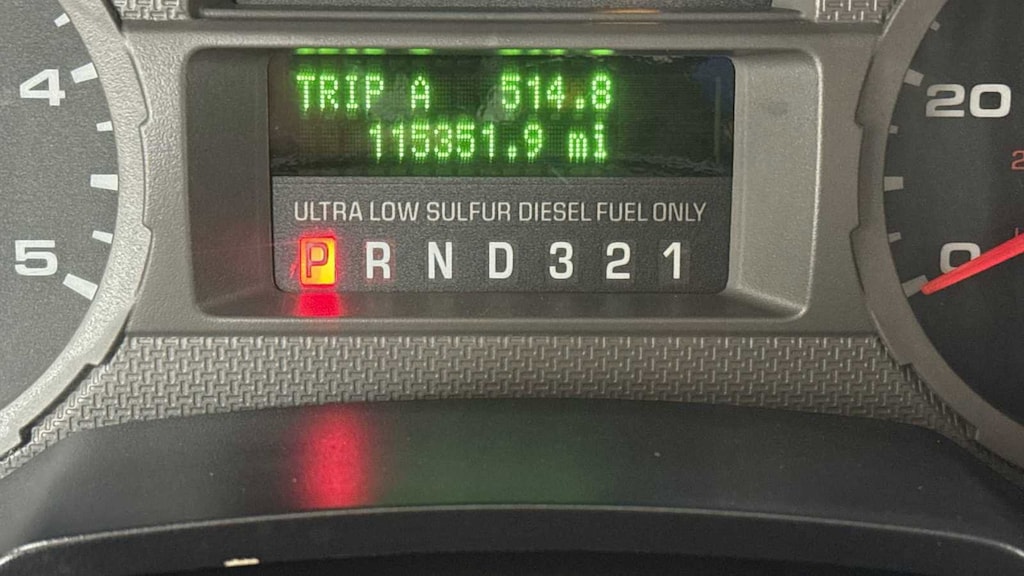 4
5
TRIP A 514.8
115351.9 mi
ULTRA LOW SULFUR DIESEL FUEL ONLY
P R N D 3 2 1
20
0